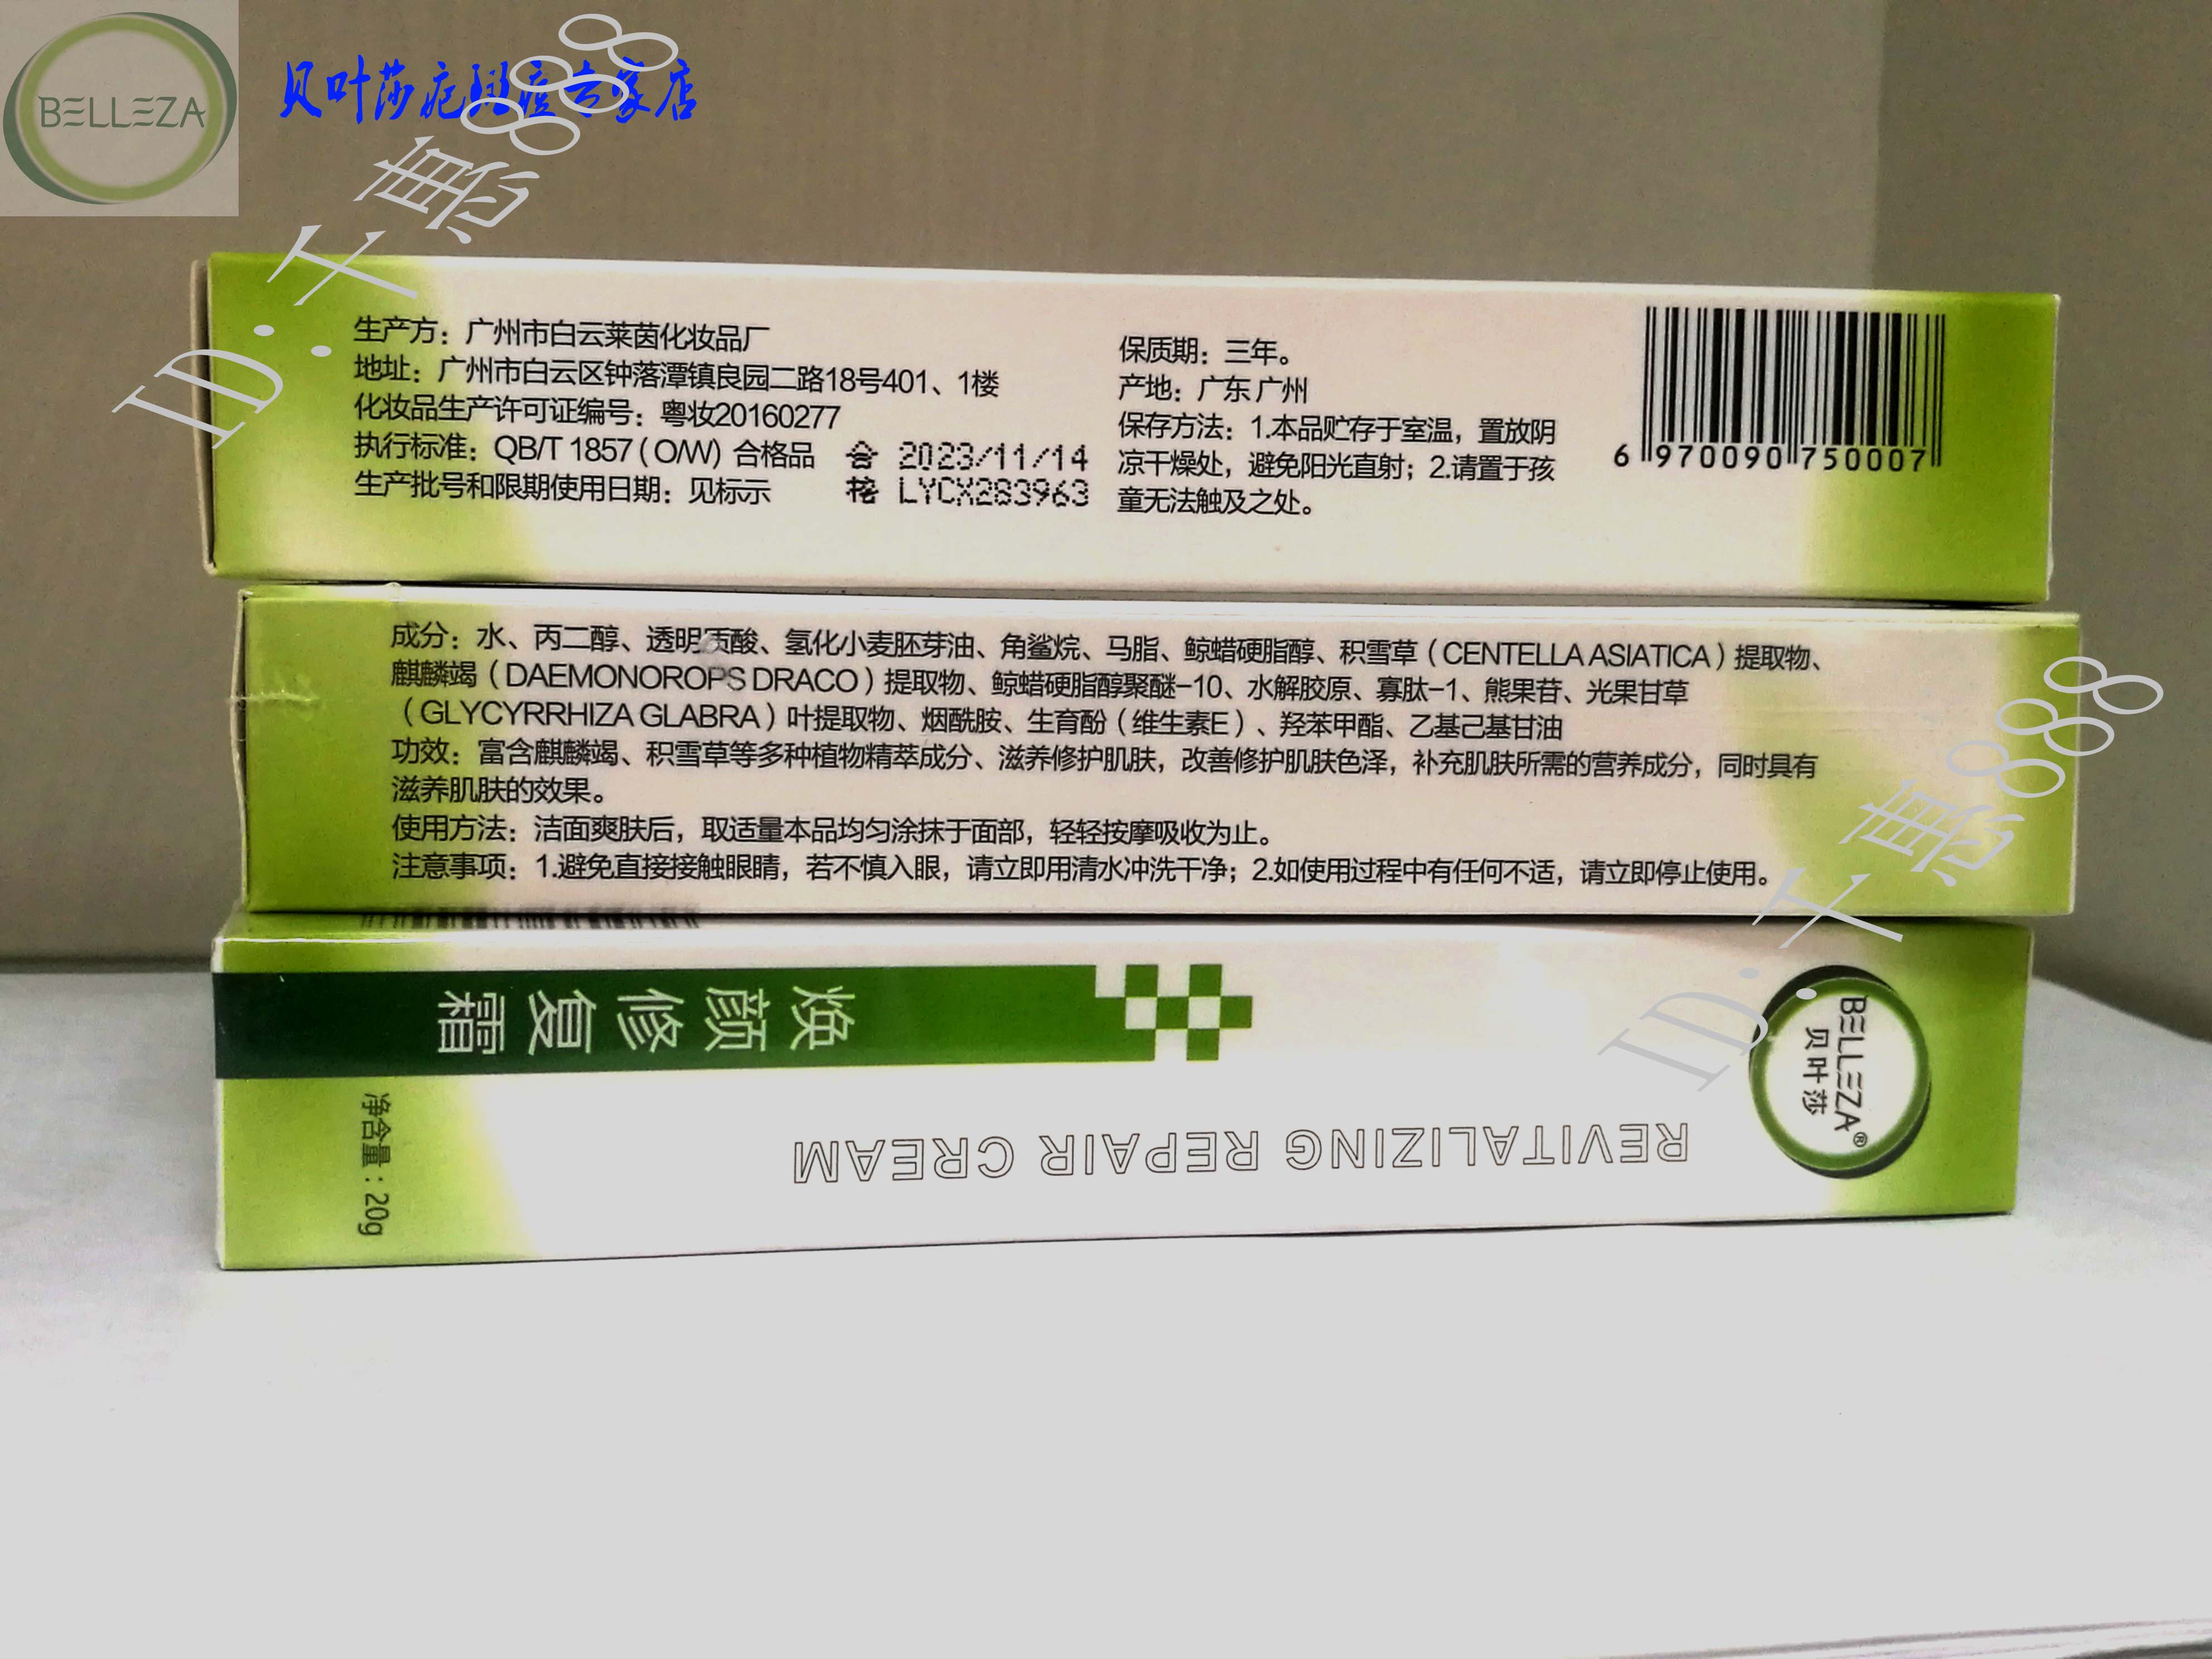 BELLEZA
贝叶莎疤
家店
生产方：广州市白云莱茵化妆品厂
地址：广州市白云区钟落潭镇良园二路18号401、1楼
化妆品生产许可证编号：粤妆20160277
执行标准：QB/T 1857（O/W) 合格品
生产批号和限期使用日期：见标示
合 2023/11/14
格 LYCX283963
保质期：三年。
产地：广东 广州
保存方法：1.本品贮存于室温，置放阴
凉干燥处，避免阳光直射；2.请置于孩
童无法触及之处。
6 970090 750007
成分：水、丙二醇、透明质酸、氢化小麦胚芽油、角鲨烷、马脂、鲸蜡硬脂醇、积雪草（CENTELLA ASIATICA）提取物、
麒麟竭（DAEMONOROPS DRACO）提取物、鲸蜡硬脂醇聚醚-10、水解胶原、寡肽-1、熊果苷、光果甘草
（GLYCYRRHIZA GLABRA）叶提取物、烟酰胺、生育酚（维生素E）、羟苯甲酯、乙基己基甘油
功效：富含麒麟竭、积雪草等多种植物精萃成分、滋养修护肌肤，改善修护肌肤色泽，补充肌肤所需的营养成分，同时具有
滋养肌肤的效果。
使用方法：洁面爽肤后，取适量本品均匀涂抹于面部，轻轻按摩吸收为止。
注意事项：1.避免直接接触眼睛，若不慎入眼，请立即用清水冲洗干净；2.如使用过程中有任何不适，请立即停止使用。
焕颜修复霜
REVITALIZING REPAIR CREAM
BELLEZA®
贝叶莎
净含量：20g
ID:千
888
ID:千
888